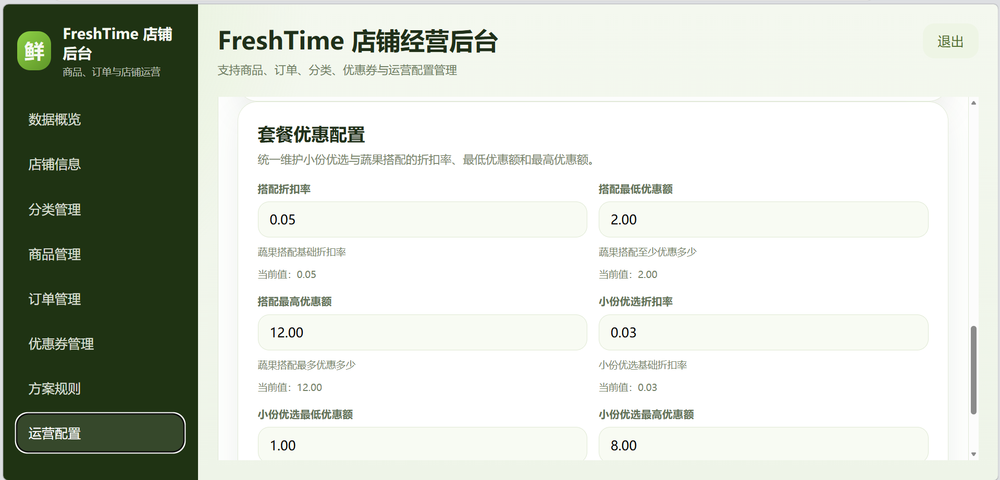 鲜
FreshTime 店铺
后台
商品、订单与店铺运营
数据概览
店铺信息
分类管理
商品管理
订单管理
优惠券管理
方案规则
运营配置
FreshTime 店铺经营后台
支持商品、订单、分类、优惠券与运营配置管理
退出
套餐优惠配置
统一维护小份优选与蔬果搭配的折扣率、最低优惠额和最高优惠额。
搭配折扣率
0.05
蔬果搭配基础折扣率
当前值：0.05
搭配最低优惠额
2.00
蔬果搭配至少优惠多少
当前值：2.00
搭配最高优惠额
12.00
蔬果搭配最多优惠多少
当前值：12.00
小份优选折扣率
0.03
小份优选基础折扣率
当前值：0.03
小份优选最低优惠额
1.00
小份优选最高优惠额
8.00